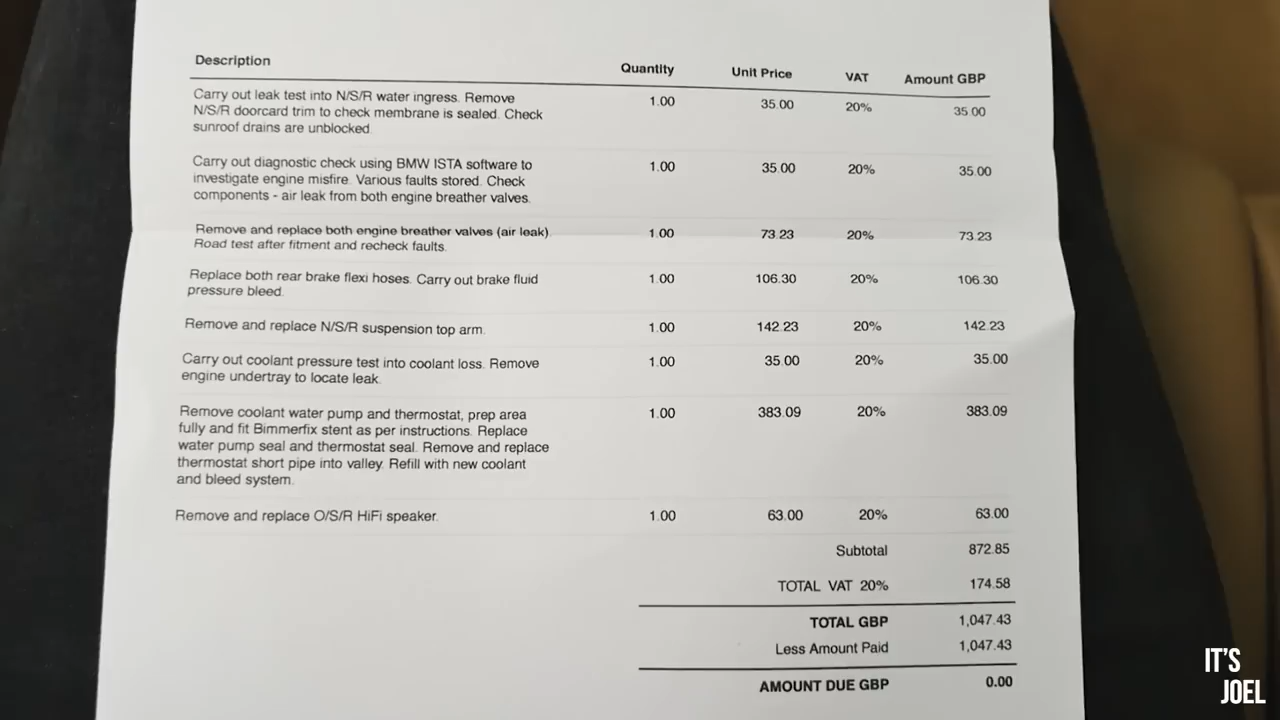 Description Quantity Unit Price VAT Amount GBP
Carry out leak test into N/S/R water ingress. Remove 1.00 35.00 20% 35.00
N/S/R doorcard trim to check membrane is sealed. Check
sunroof drains are unblocked.
Carry out diagnostic check using BMW ISTA software to 1.00 35.00 20% 35.00
investigate engine misfire. Various faults stored. Check
components - air leak from both engine breather valves.
Remove and replace both engine breather valves (air leak). 1.00 73.23 20% 73.23
Road test after fitment and recheck faults.
Replace both rear brake flexi hoses. Carry out brake fluid 1.00 106.30 20% 106.30
pressure bleed.
Remove and replace N/S/R suspension top arm. 1.00 142.23 20% 142.23
Carry out coolant pressure test into coolant loss. Remove 1.00 35.00 20% 35.00
engine undertray to locate leak.
Remove coolant water pump and thermostat, prep area 1.00 383.09 20% 383.09
fully and fit Bimmerfix stent as per instructions. Replace
water pump seal and thermostat seal. Remove and replace
thermostat short pipe into valley. Refill with new coolant
and bleed system.
Remove and replace O/S/R HiFi speaker. 1.00 63.00 20% 63.00
Subtotal 872.85
TOTAL VAT 20% 174.58
TOTAL GBP 1,047.43
Less Amount Paid 1,047.43
AMOUNT DUE GBP 0.00
IT'S
JOEL